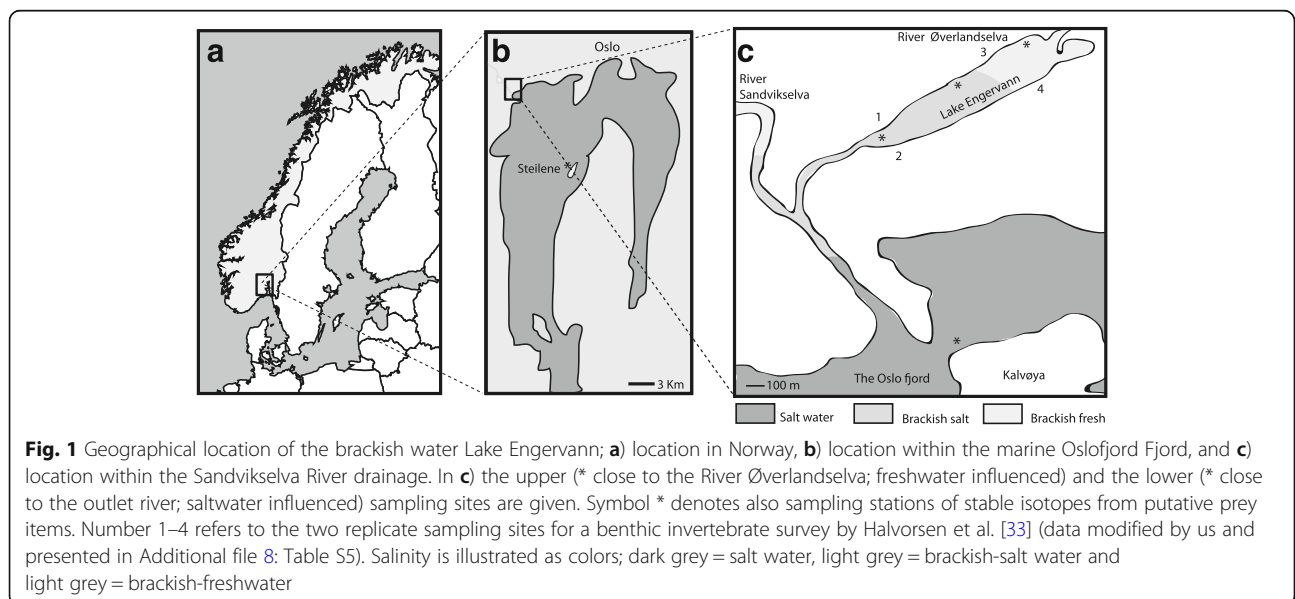 a
b
c
Oslo
Steilene *
3 Km
River Øverlandselva
River
Sandvikselva
3
*
*
Lake Engervann
4
1
*
2
*
100 m
The Oslo fjord
Kalvøya
Salt water
Brackish salt
Brackish fresh
Fig. 1 Geographical location of the brackish water Lake Engervann; a) location in Norway, b) location within the marine Oslofjord Fjord, and c)
location within the Sandvikselva River drainage. In c) the upper (* close to the River Øverlandselva; freshwater influenced) and the lower (* close
to the outlet river; saltwater influenced) sampling sites are given. Symbol * denotes also sampling stations of stable isotopes from putative prey
items. Number 1–4 refers to the two replicate sampling sites for a benthic invertebrate survey by Halvorsen et al. [33] (data modified by us and
presented in Additional file 8: Table S5). Salinity is illustrated as colors; dark grey = salt water, light grey = brackish-salt water and
light grey = brackish-freshwater